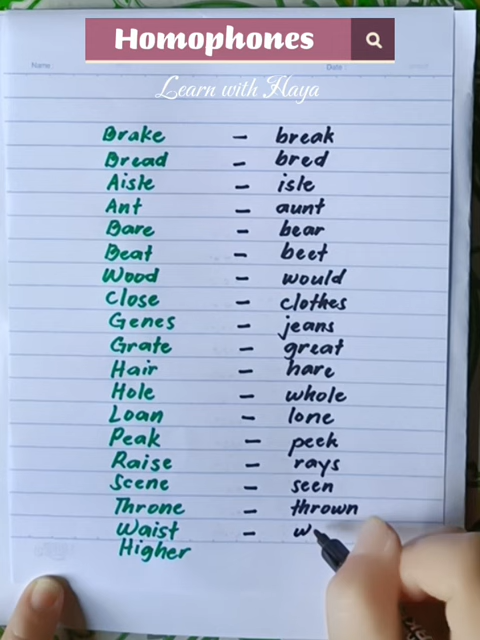 Homophones
Name:
Date:
Learn with Haya
Brake - break
Bread - bred
Aisle - isle
Ant - aunt
Bare - bear
Beat - beet
Wood - would
Close - clothes
Genes - jeans
Grate - great
Hair - hare
Hole - whole
Loan - lone
Peak - peek
Raise - rays
Scene - seen
Throne - thrown
Waist - w
Higher